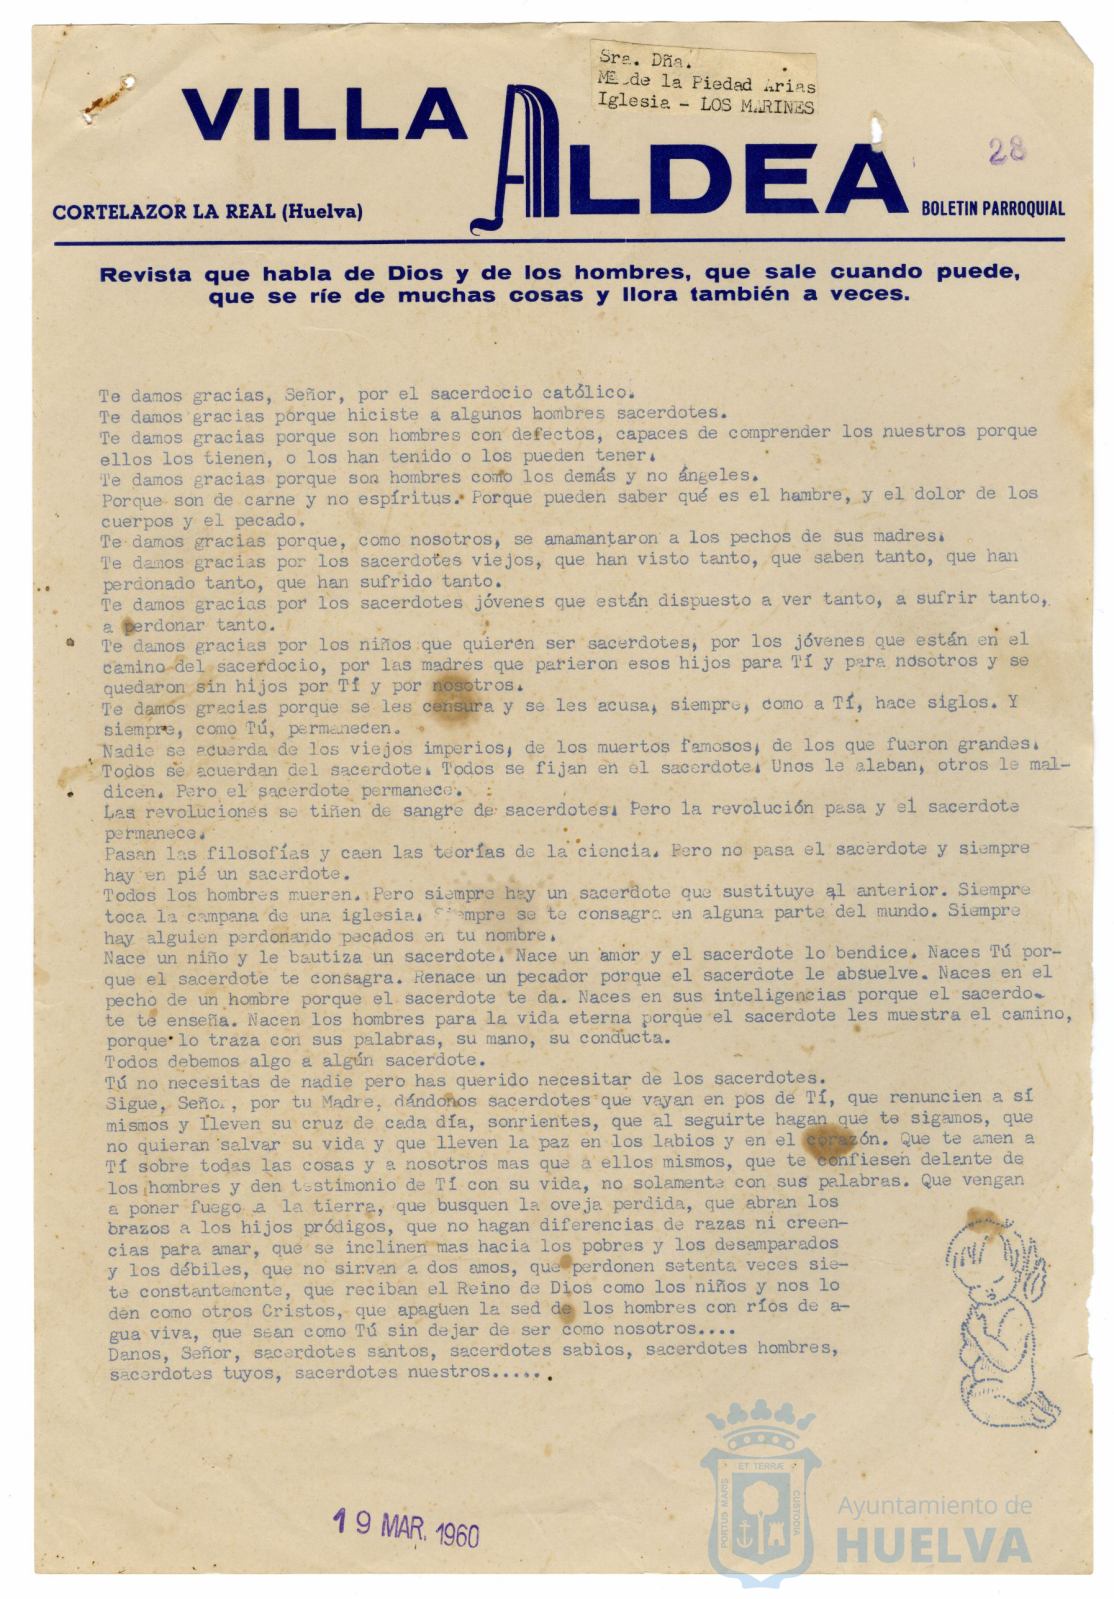 Sra. Dña.
Mª de la Piedad Arias
Iglesia - LOS MARINES
VILLA
ALDEA
28
CORTELAZOR LA REAL (Huelva)
BOLETIN PARROQUIAL
Revista que habla de Dios y de los hombres, que sale cuando puede,
que se ríe de muchas cosas y llora también a veces.
Te damos gracias, Señor, por el sacerdocio católico.
Te damos gracias porque hiciste a algunos hombres sacerdotes.
Te damos gracias porque son hombres con defectos, capaces de comprender los nuestros porque
ellos los tienen, o los han tenido o los pueden tener.
Te damos gracias porque son hombres como los demás y no ángeles.
Porque son de carne y no espíritus. Porque pueden saber qué es el hambre, y el dolor de los
cuerpos y el pecado.
Te damos gracias porque, como nosotros, se amamantaron a los pechos de sus madres.
Te damos gracias por los sacerdotes viejos, que han visto tanto, que saben tanto, que han
perdonado tanto, que han sufrido tanto.
Te damos gracias por los sacerdotes jóvenes que están dispuesto a ver tanto, a sufrir tanto,
a perdonar tanto.
Te damos gracias por los niños que quieren ser sacerdotes, por los jóvenes que están en el
camino del sacerdocio, por las madres que parieron esos hijos para Tí y para nosotros y se
quedaron sin hijos por Tí y por nosotros.
Te damos gracias porque se les censura y se les acusa, siempre, como a Tí, hace siglos. Y
siempre, como Tú, permanecen.
Nadie se acuerda de los viejos imperios, de los muertos famosos, de los que fueron grandes.
Todos se acuerdan del sacerdote. Todos se fijan en el sacerdote. Unos le alaban, otros le mal-
dicen. Pero el sacerdote permanece.
Las revoluciones se tiñen de sangre de sacerdotes. Pero la revolución pasa y el sacerdote
permanece.
Pasan las filosofías y caen las teorías de la ciencia. Pero no pasa el sacerdote y siempre
hay en pié un sacerdote.
Todos los hombres mueren. Pero siempre hay un sacerdote que sustituye al anterior. Siempre
toca la campana de una iglesia. Siempre se te consagra en alguna parte del mundo. Siempre
hay alguien perdonando pecados en tu nombre.
Nace un niño y le bautiza un sacerdote. Nace un amor y el sacerdote lo bendice. Naces Tú por-
que el sacerdote te consagra. Renace un pecador porque el sacerdote le absuelve. Naces en el
pecho de un hombre porque el sacerdote te da. Naces en sus inteligencias porque el sacerdo-
te te enseña. Nacen los hombres para la vida eterna porque el sacerdote les muestra el camino,
porque lo traza con sus palabras, su mano, su conducta.
Todos debemos algo a algún sacerdote.
Tú no necesitas de nadie pero has querido necesitar de los sacerdotes.
Sigue, Señor, por tu Madre, dándonos sacerdotes que vayan en pos de Tí, que renuncien a sí
mismos y lleven su cruz de cada día, sonrientes, que al seguirte hagan que te sigamos, que
no quieran salvar su vida y que lleven la paz en los labios y en el corazón. Que te amen a
Tí sobre todas las cosas y a nosotros mas que a ellos mismos, que te confiesen delante de
los hombres y den testimonio de Tí con su vida, no solamente con sus palabras. Que vengan
a poner fuego a la tierra, que busquen la oveja perdida, que abran los
brazos a los hijos pródigos, que no hagan diferencias de razas ni creen-
cias para amar, que se inclinen mas hacia los pobres y los desamparados
y los débiles, que no sirvan a dos amos, que perdonen setenta veces sie-
te constantemente, que reciban el Reino de Dios como los niños y nos lo
den como otros Cristos, que apaguen la sed de los hombres con ríos de a-
gua viva, que sean como Tú sin dejar de ser como nosotros....
Danos, Señor, sacerdotes santos, sacerdotes sabios, sacerdotes hombres,
sacerdotes tuyos, sacerdotes nuestros......
19 MAR. 1960
PORTUS MARIS ET TERRÆ CUSTODIA
Ayuntamiento de
HUELVA